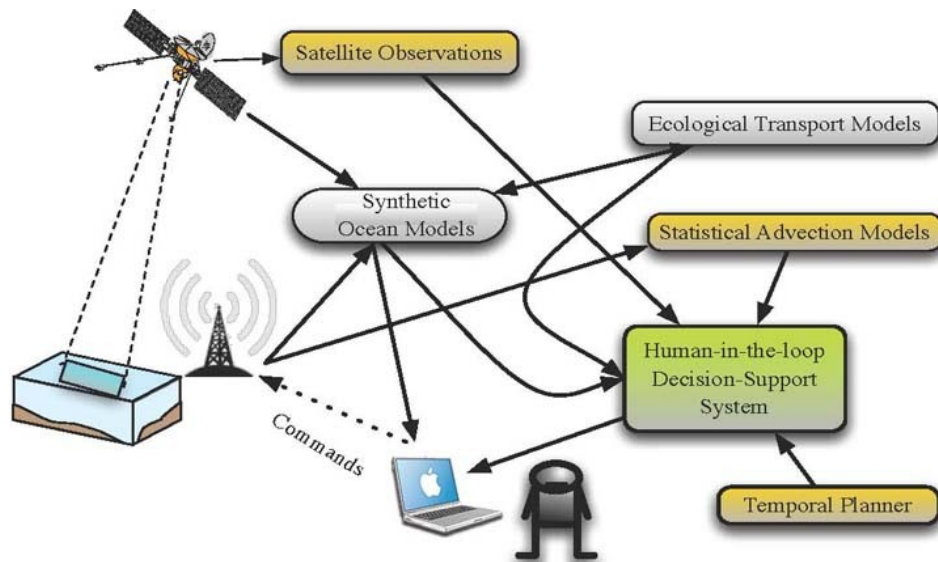 Satellite Observations
Ecological Transport Models
Synthetic
Ocean Models
Statistical Advection Models
Human-in-the-loop
Decision-Support
System
Commands
Temporal Planner